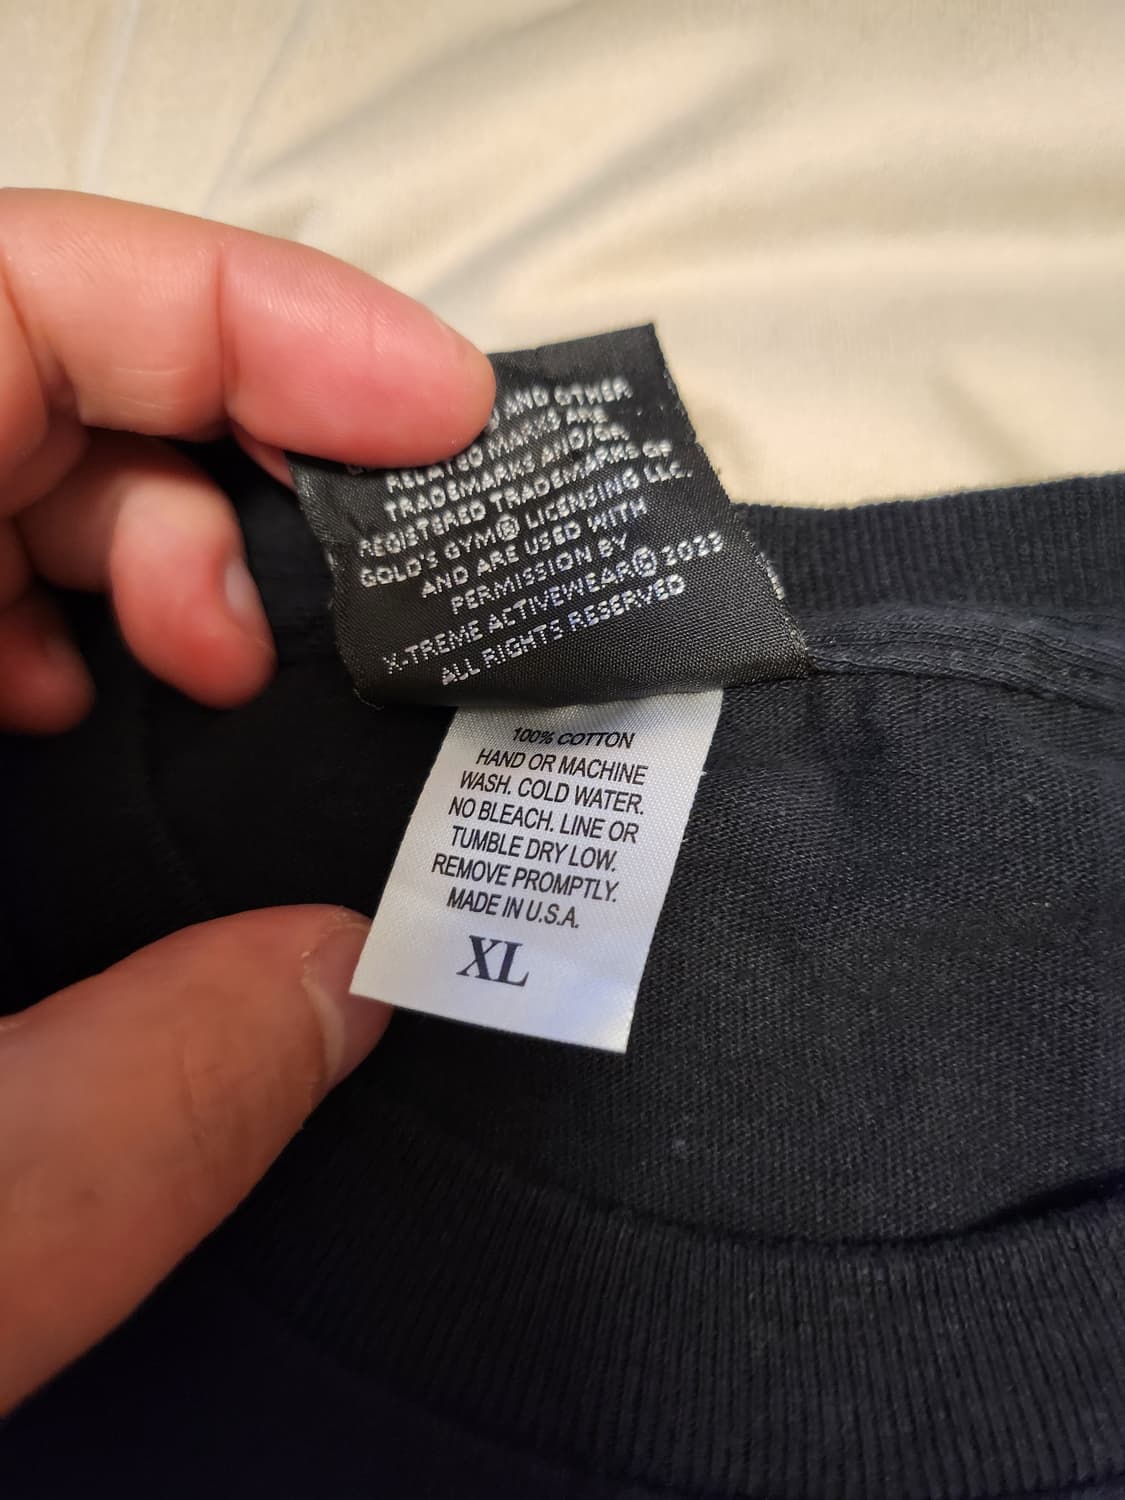 AND OTHER
RELATED MARKS ARE
TRADEMARKS AND/OR
REGISTERED TRADEMARKS OF
GOLD'S GYM® LICENSING LLC.
AND ARE USED WITH
PERMISSION BY
X-TREME ACTIVEWEAR© 2023
ALL RIGHTS RESERVED
100% COTTON
HAND OR MACHINE
WASH. COLD WATER.
NO BLEACH. LINE OR
TUMBLE DRY LOW.
REMOVE PROMPTLY.
MADE IN U.S.A.
XL